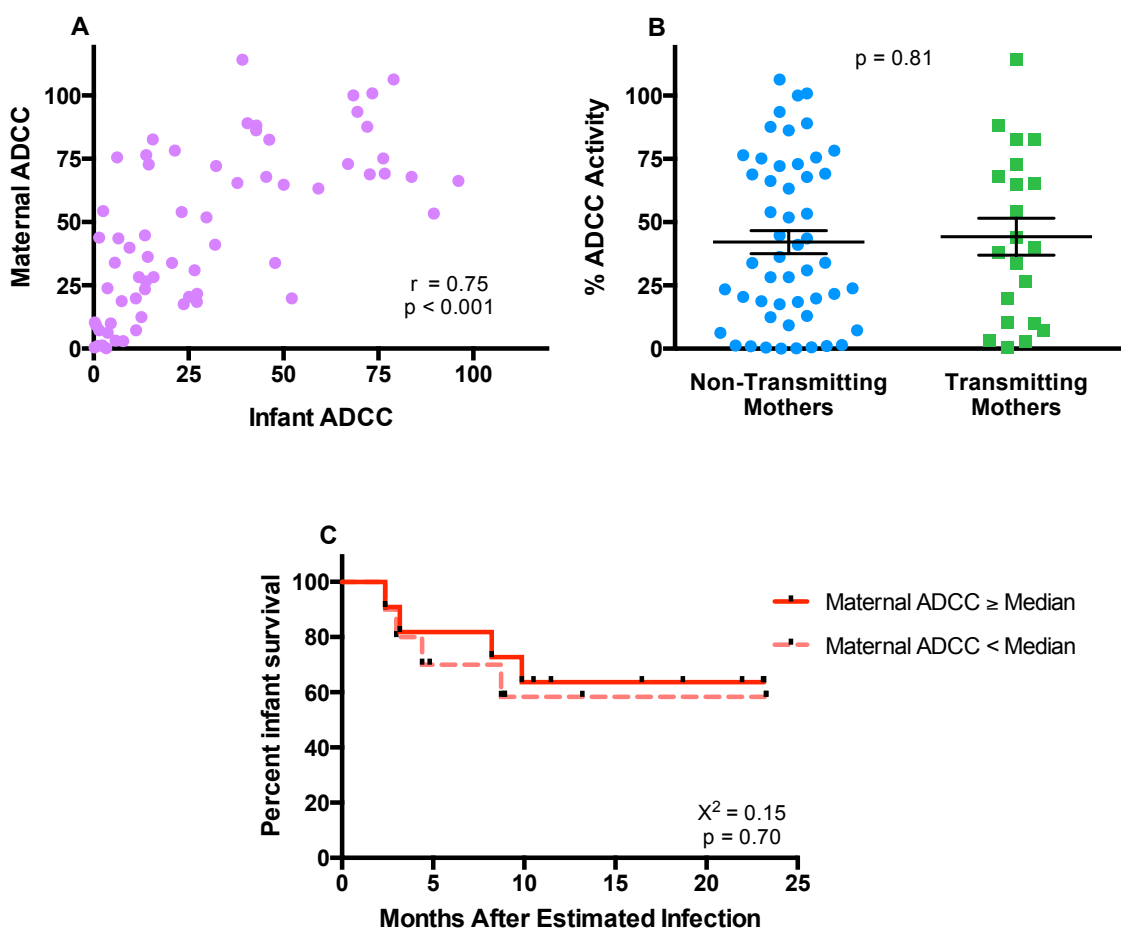 A
Maternal ADCC
100
75
50
25
0
0
25
50
75
100
Infant ADCC
r = 0.75
p < 0.001
B
% ADCC Activity
100
75
50
25
0
p = 0.81
Non-Transmitting
Mothers
Transmitting
Mothers
C
Percent infant survival
100
80
60
40
20
0
0
5
10
15
20
25
Months After Estimated Infection
Maternal ADCC ≥ Median
Maternal ADCC < Median
X² = 0.15
p = 0.70